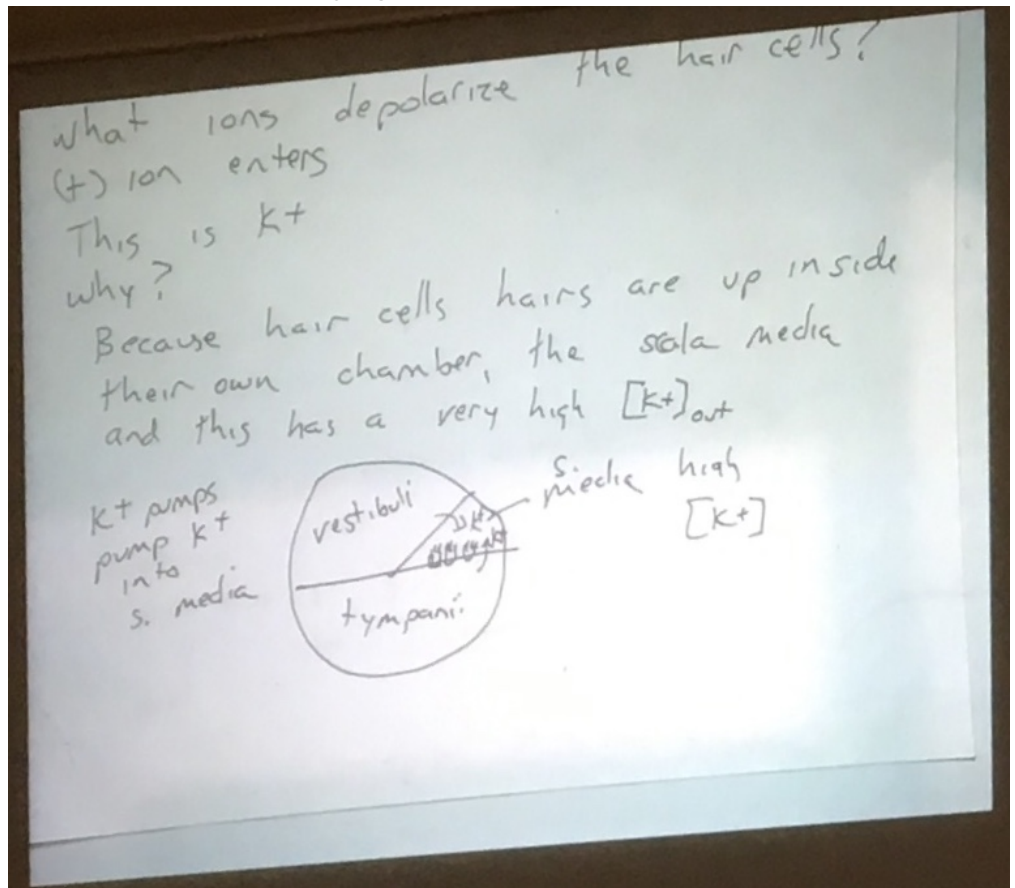 what ions depolarize the hair cells?
(+) ion enters
This is K+
why?
Because hair cells hairs are up inside
their own chamber, the scala media
and this has a very high [K+]out
K+ pumps
pump K+
into
s. media
vestibuli
tympani
s. media high
[K+]